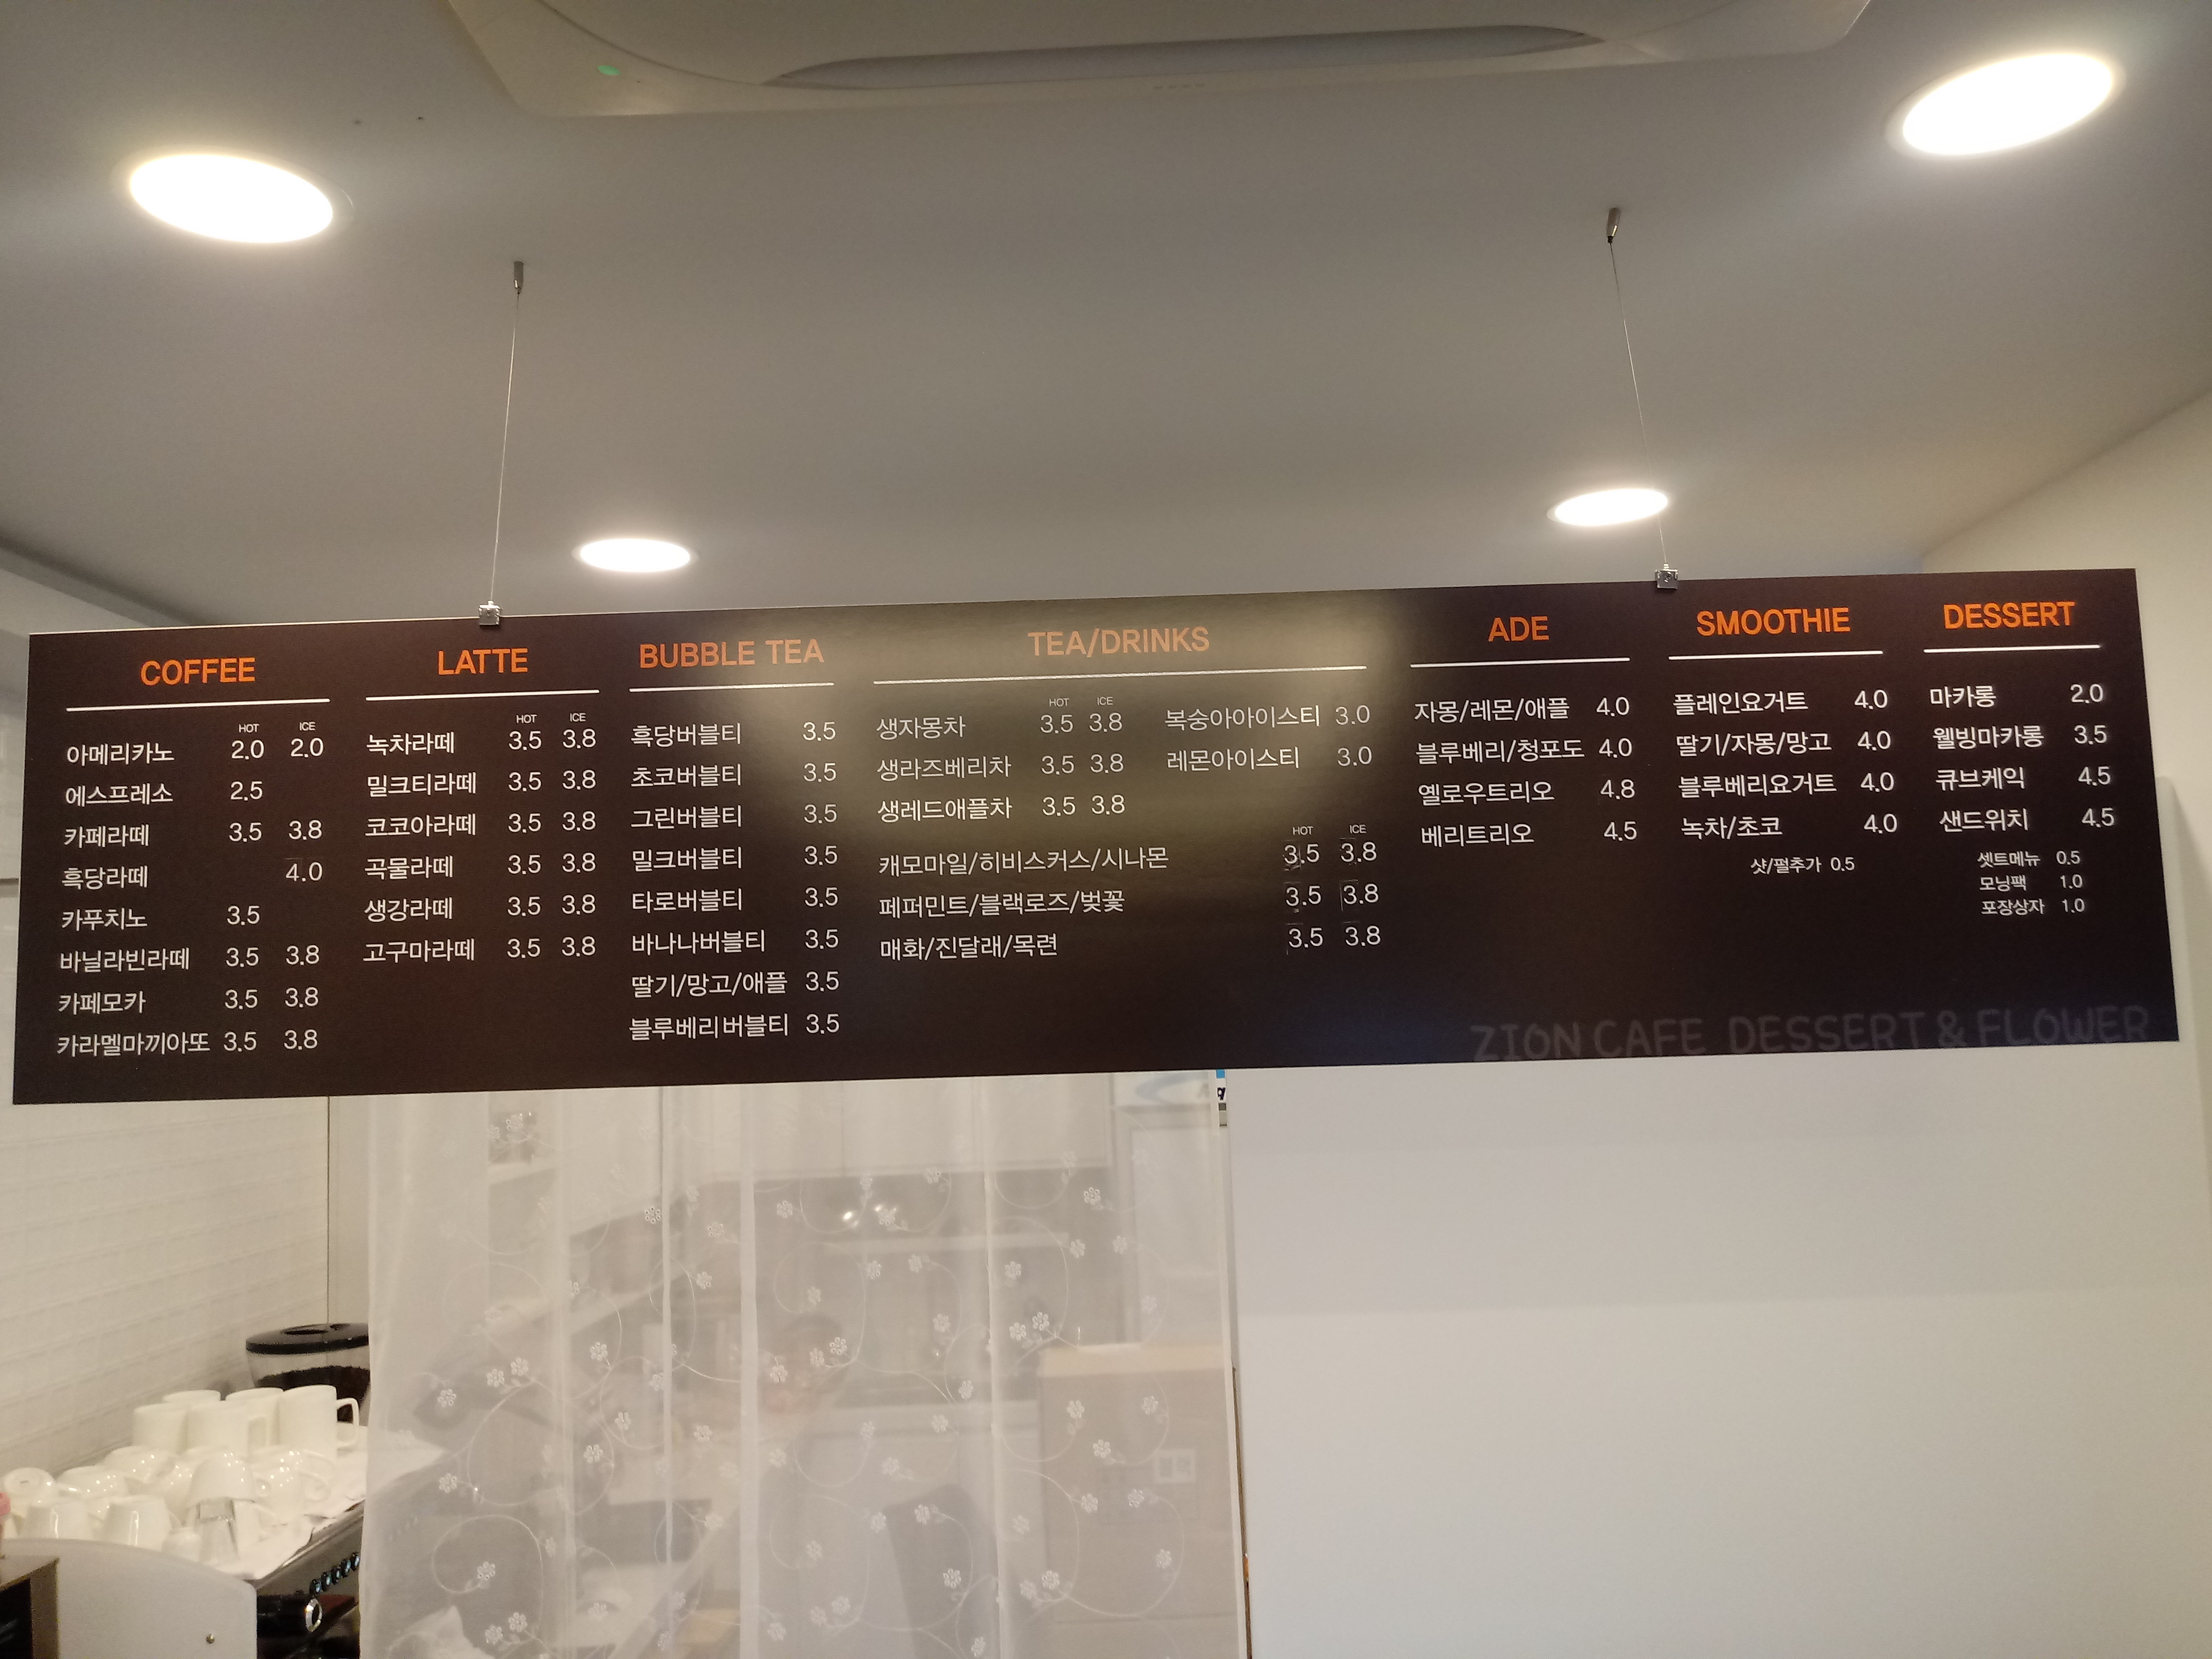 COFFEE
HOT ICE
아메리카노 2.0 2.0
에스프레소 2.5
카페라떼 3.5 3.8
흑당라떼 4.0
카푸치노 3.5
바닐라빈라떼 3.5 3.8
카페모카 3.5 3.8
카라멜마끼아또 3.5 3.8
LATTE
HOT ICE
녹차라떼 3.5 3.8
밀크티라떼 3.5 3.8
코코아라떼 3.5 3.8
곡물라떼 3.5 3.8
생강라떼 3.5 3.8
고구마라떼 3.5 3.8
BUBBLE TEA
흑당버블티 3.5
초코버블티 3.5
그린버블티 3.5
밀크버블티 3.5
타로버블티 3.5
바나나버블티 3.5
딸기/망고/애플 3.5
블루베리버블티 3.5
TEA/DRINKS
HOT ICE
생자몽차 3.5 3.8
생라즈베리차 3.5 3.8
생레드애플차 3.5 3.8
복숭아아이스티 3.0
레몬아이스티 3.0
HOT ICE
캐모마일/히비스커스/시나몬 3.5 3.8
페퍼민트/블랙로즈/벚꽃 3.5 3.8
매화/진달래/목련 3.5 3.8
ADE
자몽/레몬/애플 4.0
블루베리/청포도 4.0
옐로우트리오 4.8
베리트리오 4.5
SMOOTHIE
플레인요거트 4.0
딸기/자몽/망고 4.0
블루베리요거트 4.0
녹차/초코 4.0
샷/펄추가 0.5
DESSERT
마카롱 2.0
웰빙마카롱 3.5
큐브케익 4.5
샌드위치 4.5
셋트메뉴 0.5
모닝팩 1.0
포장상자 1.0
ZION CAFE DESSERT & FLOWER